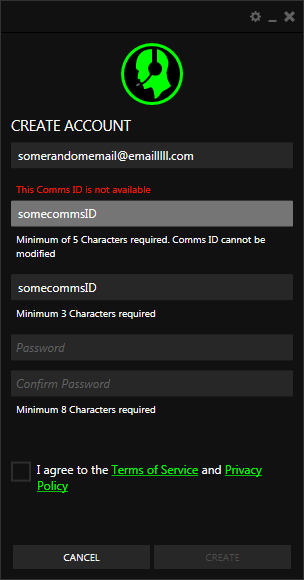 CREATE ACCOUNT
somerandomemail@emailllll.com
This Comms ID is not available
somecommsID
Minimum of 5 Characters required. Comms ID cannot be
modified
somecommsID
Minimum 3 Characters required
Password
Confirm Password
Minimum 8 Characters required
I agree to the Terms of Service and Privacy
Policy
CANCEL CREATE